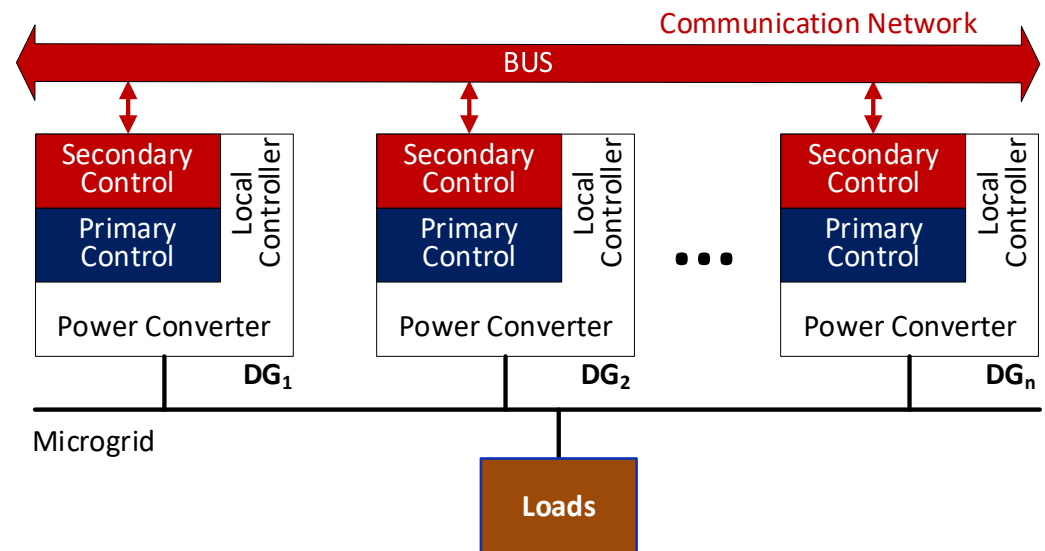 Communication Network
BUS
Secondary
Control
Primary
Control
Local
Controller
Power Converter
DG₁
Secondary
Control
Primary
Control
Local
Controller
Power Converter
DG₂
...
Secondary
Control
Primary
Control
Local
Controller
Power Converter
DGₙ
Microgrid
Loads